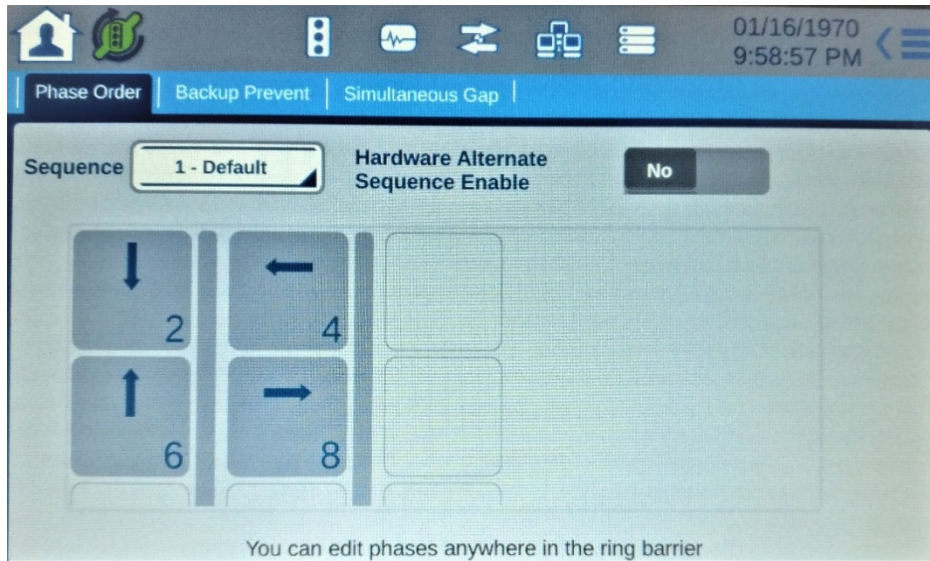 01/16/1970
9:58:57 PM
Phase Order
Backup Prevent
Simultaneous Gap
Sequence
1 - Default
Hardware Alternate
Sequence Enable
No
2
4
6
8
You can edit phases anywhere in the ring barrier